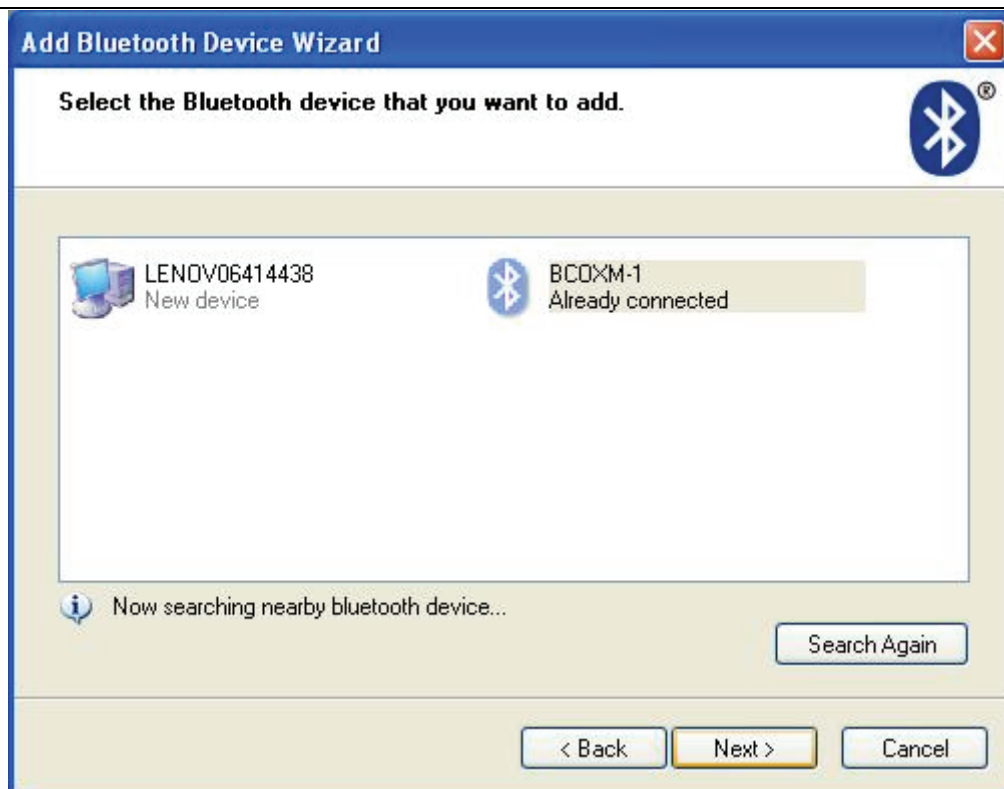 Add Bluetooth Device Wizard
Select the Bluetooth device that you want to add.
®
LENOV06414438
New device
BCOXM-1
Already connected
Now searching nearby bluetooth device...
Search Again
< Back
Next >
Cancel